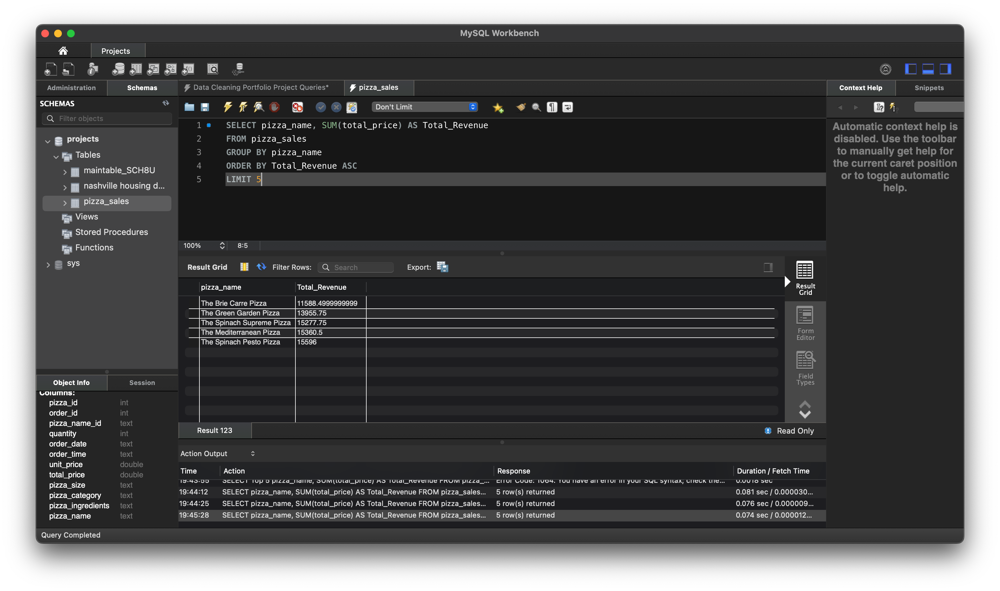 MySQL Workbench
Projects
Administration
Schemas
Data Cleaning Portfolio Project Queries*
pizza_sales
Context Help
Snippets
SCHEMAS
Filter objects
Don't Limit
projects
Tables
maintable_SCH8U
nashville housing d...
pizza_sales
Views
Stored Procedures
Functions
sys
1 SELECT pizza_name, SUM(total_price) AS Total_Revenue
2 FROM pizza_sales
3 GROUP BY pizza_name
4 ORDER BY Total_Revenue ASC
5 LIMIT 5
Automatic context help is
disabled. Use the toolbar
to manually get help for
the current caret position
or to toggle automatic
help.
100% 8:5
Result Grid Filter Rows: Search Export:
pizza_name Total_Revenue
The Brie Carre Pizza 11588.4999999999
The Green Garden Pizza 13955.75
The Spinach Supreme Pizza 15277.75
The Mediterranean Pizza 15360.5
The Spinach Pesto Pizza 15596
Result
Grid
Form
Editor
Field
Types
Result 123
Read Only
Object Info
Session
Columns:
pizza_id int
order_id int
pizza_name_id text
quantity int
order_date text
order_time text
unit_price double
total_price double
pizza_size text
pizza_category text
pizza_ingredients text
pizza_name text
Action Output
Time Action Response Duration / Fetch Time
19:43:55 SELECT Top 5 pizza_name, SUM(total_price) AS Total_Revenue FROM pizza_... Error Code: 1064. You have an error in your SQL syntax; check the... 0.0018 sec
19:44:12 SELECT pizza_name, SUM(total_price) AS Total_Revenue FROM pizza_sales... 5 row(s) returned 0.081 sec / 0.000030...
19:44:25 SELECT pizza_name, SUM(total_price) AS Total_Revenue FROM pizza_sales... 5 row(s) returned 0.076 sec / 0.000009...
19:45:28 SELECT pizza_name, SUM(total_price) AS Total_Revenue FROM pizza_sales... 5 row(s) returned 0.074 sec / 0.000012...
Query Completed